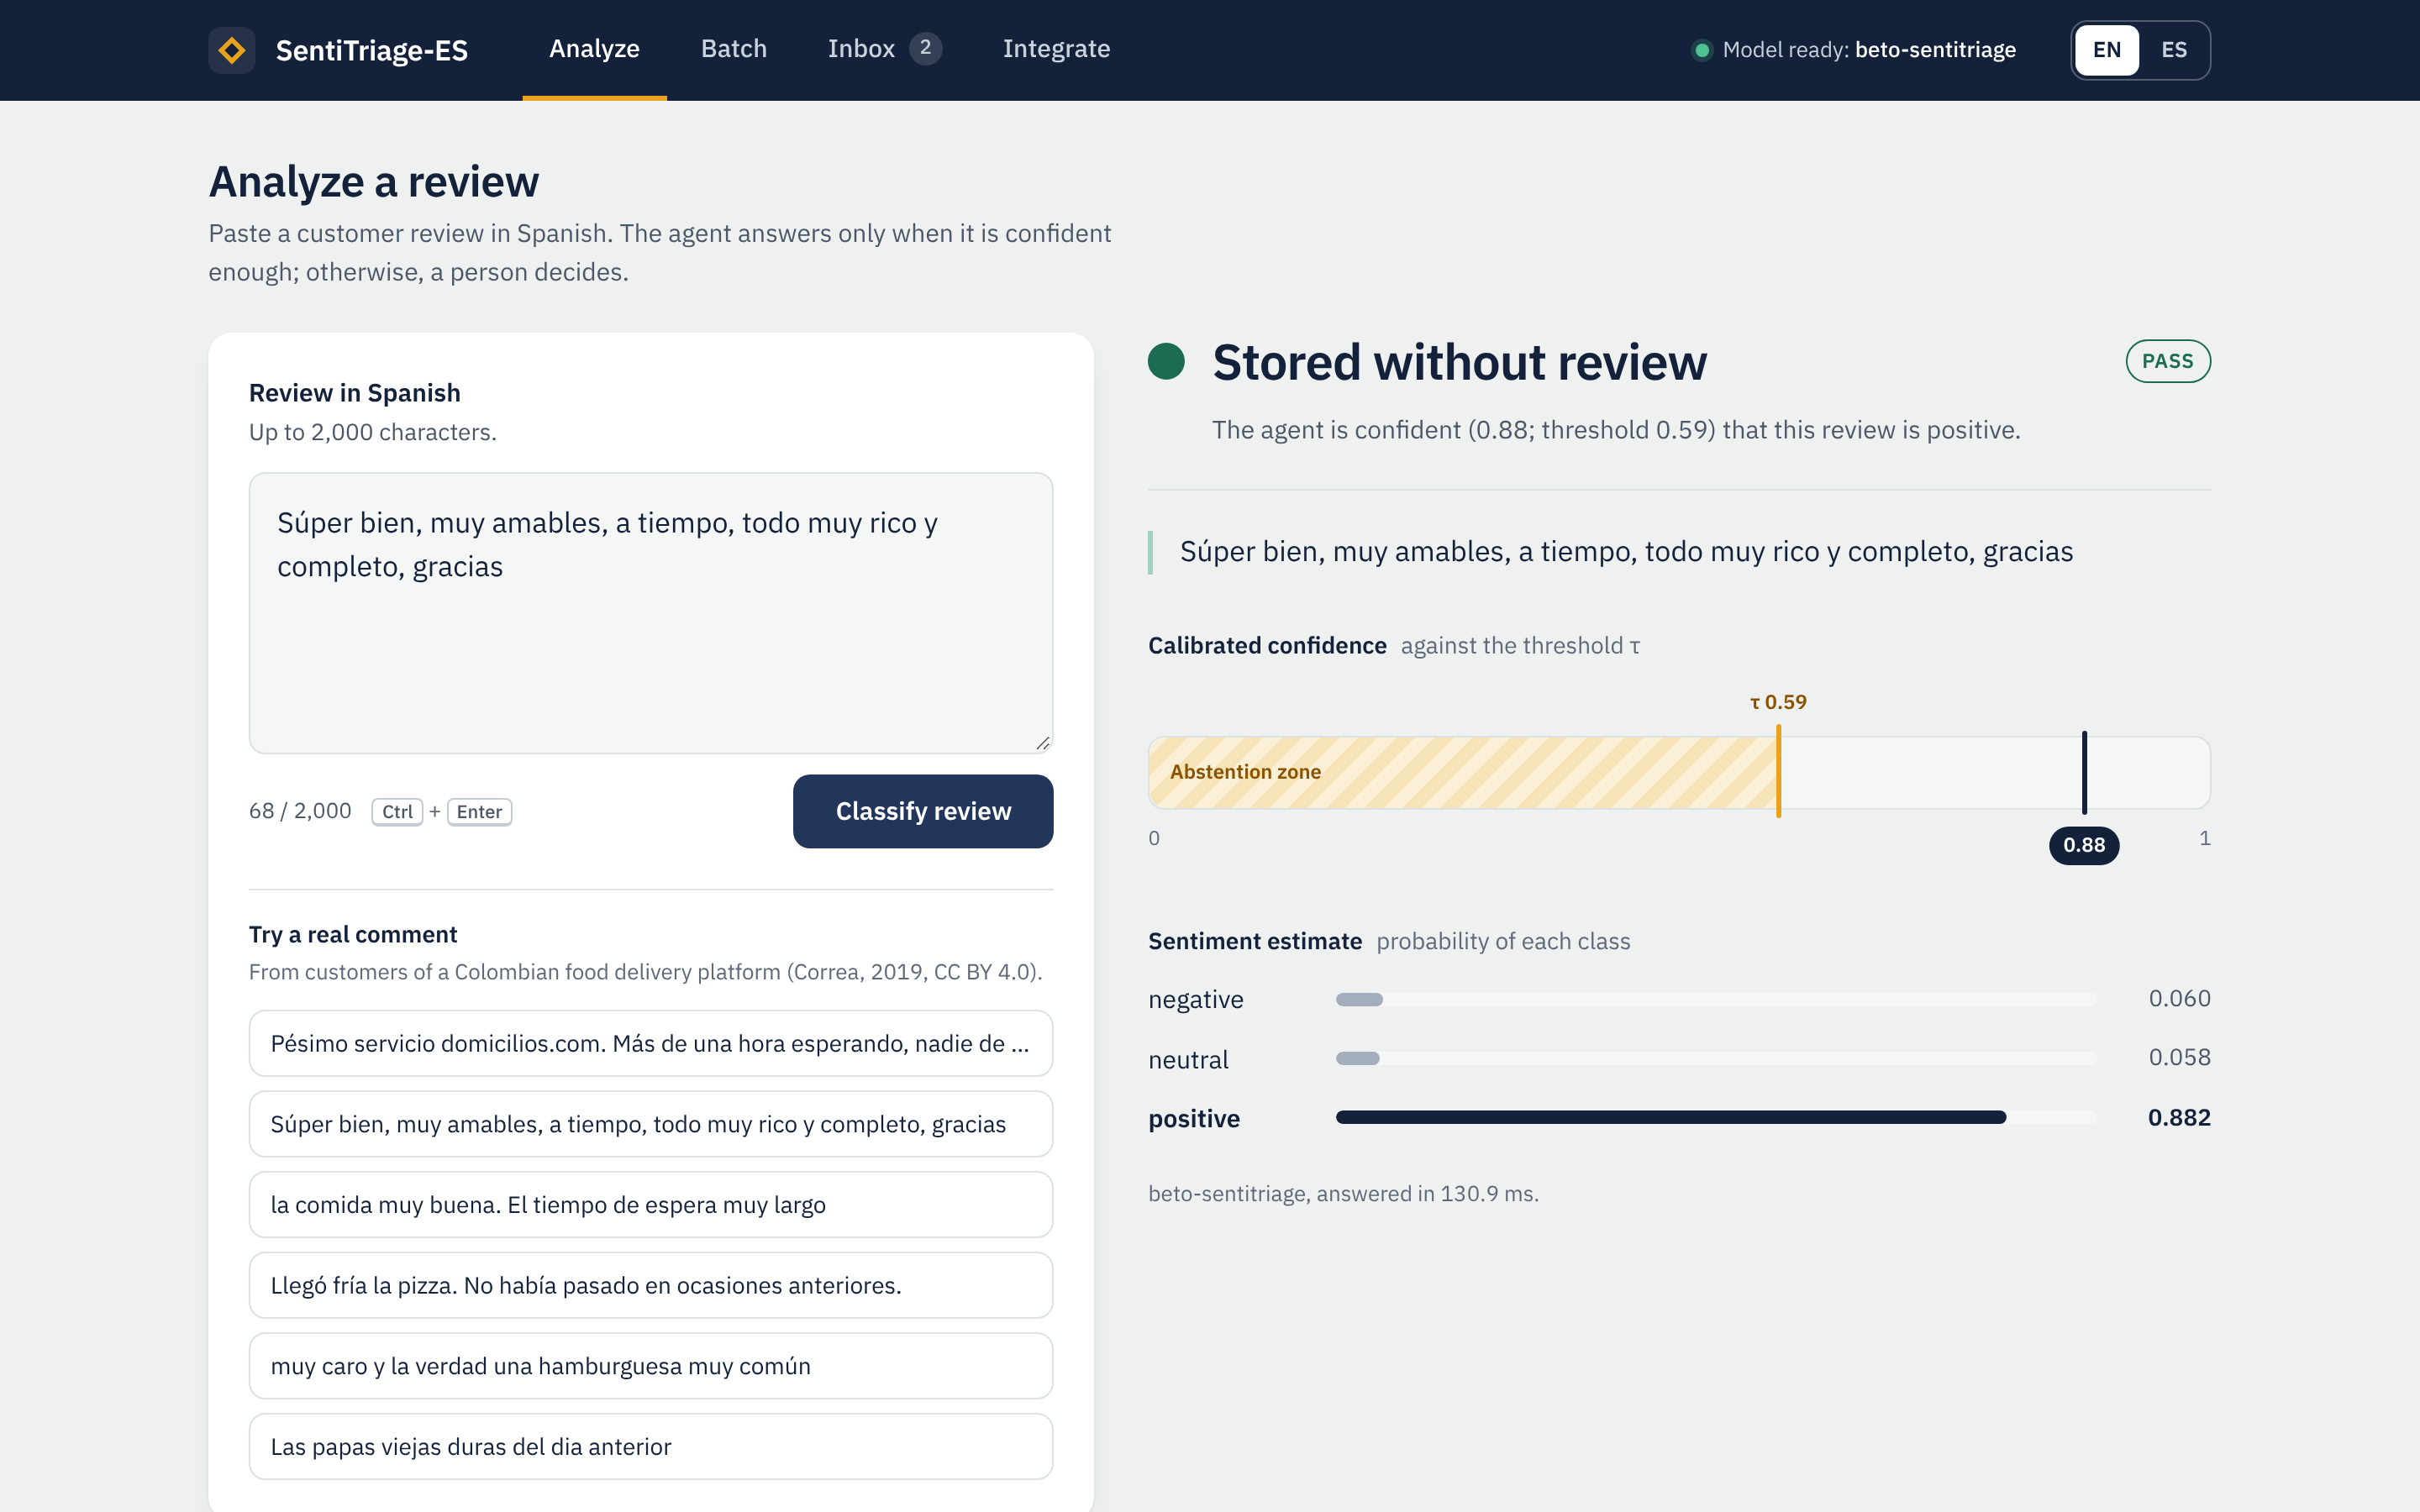 SentiTriage-ES
Analyze
Batch
Inbox 2
Integrate
Model ready: beto-sentitriage
EN
ES
Analyze a review
Paste a customer review in Spanish. The agent answers only when it is confident
enough; otherwise, a person decides.
Review in Spanish
Up to 2,000 characters.
Súper bien, muy amables, a tiempo, todo muy rico y
completo, gracias
68 / 2,000 Ctrl + Enter
Classify review
Try a real comment
From customers of a Colombian food delivery platform (Correa, 2019, CC BY 4.0).
Pésimo servicio domicilios.com. Más de una hora esperando, nadie de ...
Súper bien, muy amables, a tiempo, todo muy rico y completo, gracias
la comida muy buena. El tiempo de espera muy largo
Llegó fría la pizza. No había pasado en ocasiones anteriores.
muy caro y la verdad una hamburguesa muy común
Las papas viejas duras del dia anterior
Stored without review
PASS
The agent is confident (0.88; threshold 0.59) that this review is positive.
Súper bien, muy amables, a tiempo, todo muy rico y completo, gracias
Calibrated confidence against the threshold τ
τ 0.59
Abstention zone
0
0.88
1
Sentiment estimate probability of each class
negative 0.060
neutral 0.058
positive 0.882
beto-sentitriage, answered in 130.9 ms.